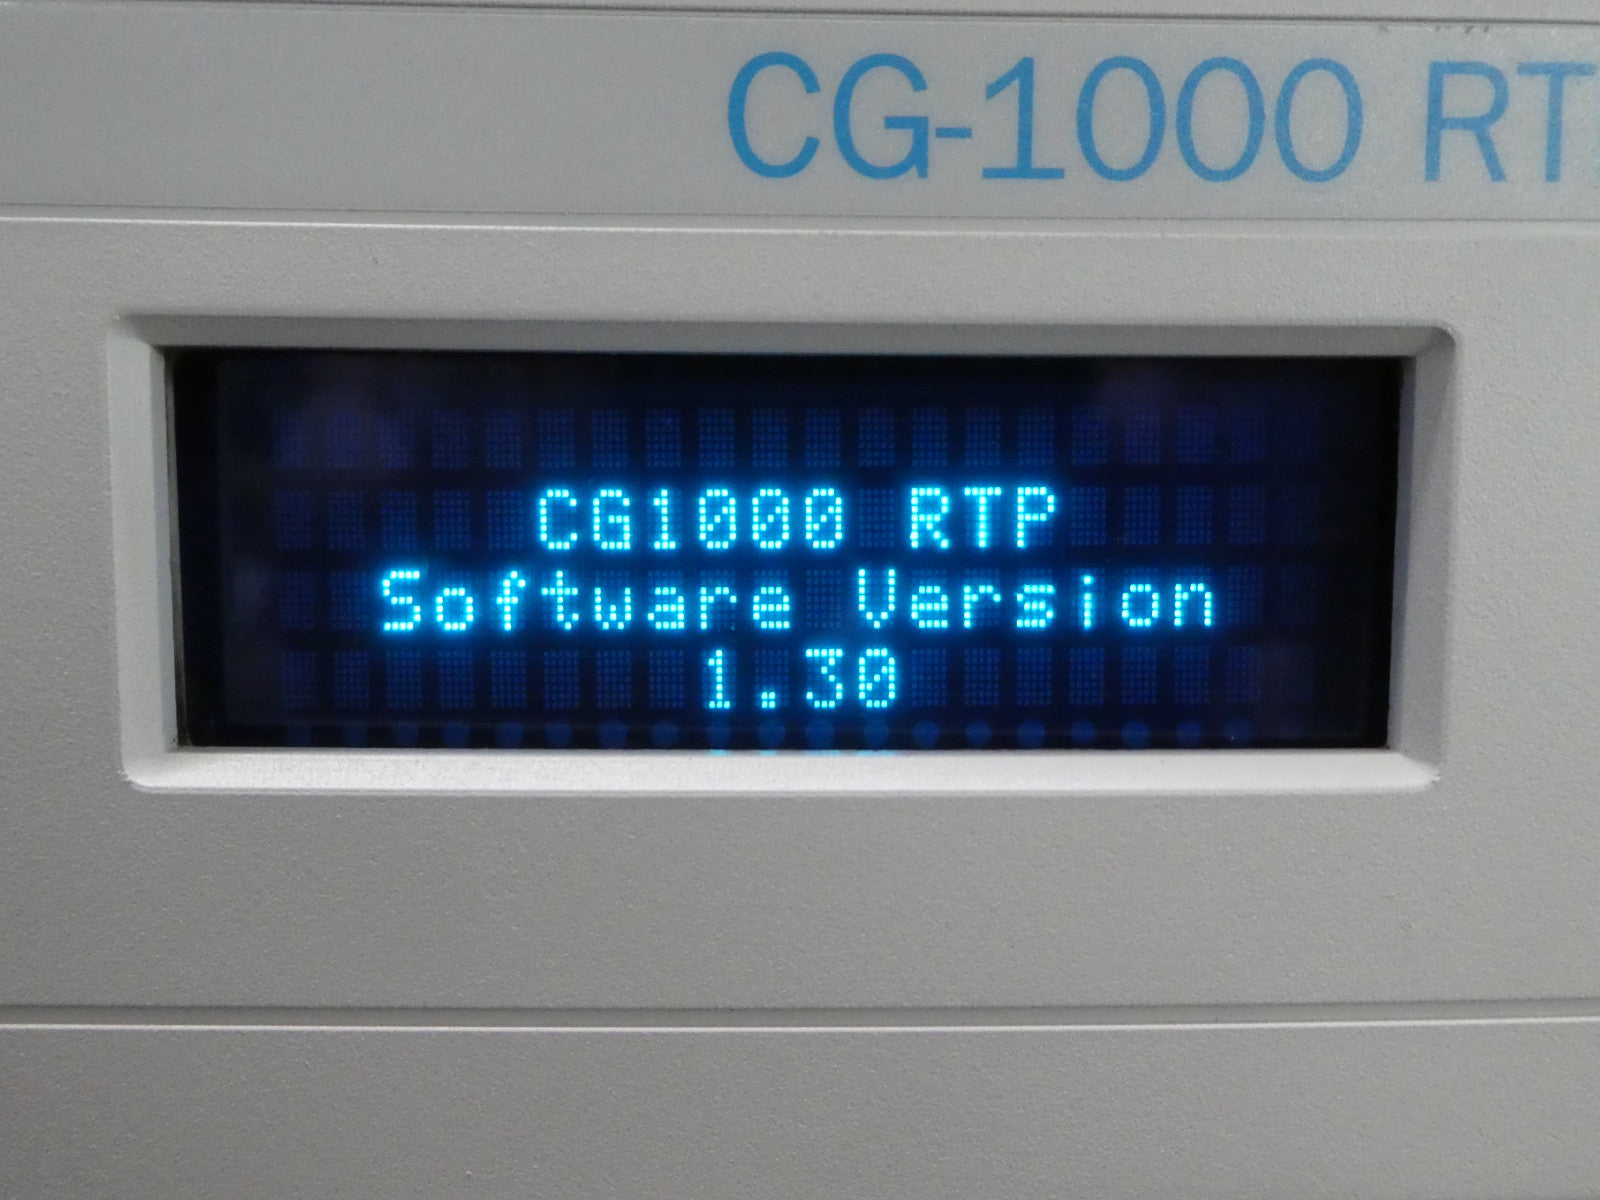 CG-1000 RT
CG1000 RTP
Software Version
1.30